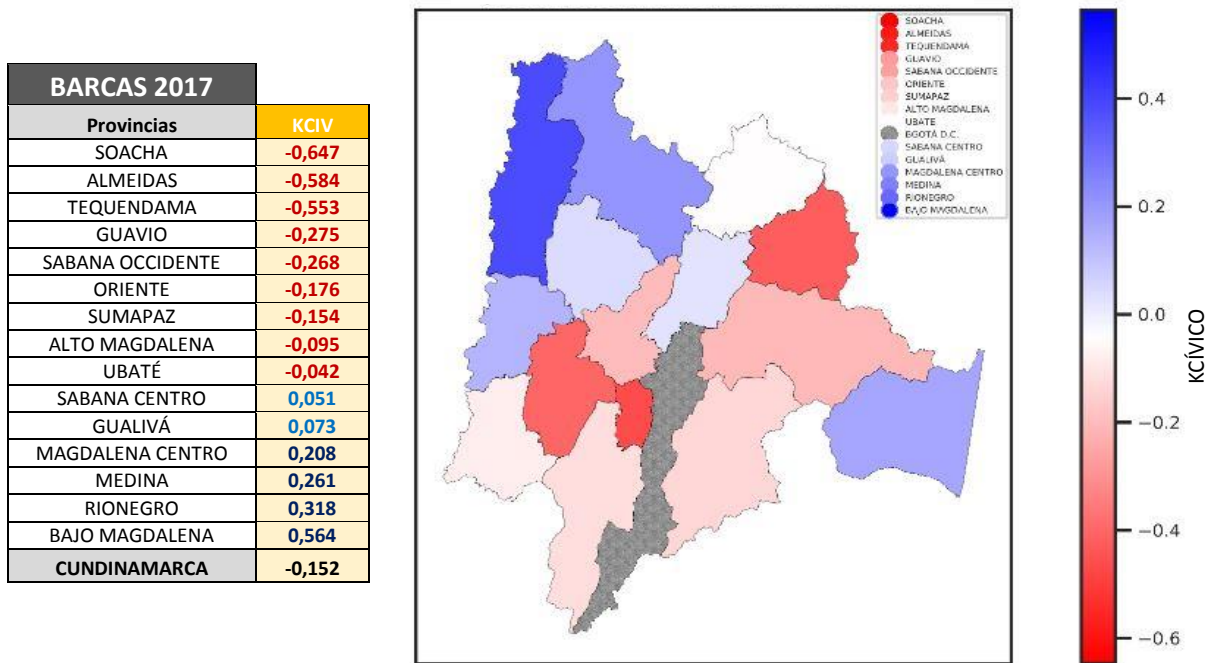 BARCAS 2017
Provincias KCIV
SOACHA -0,647
ALMEIDAS -0,584
TEQUENDAMA -0,553
GUAVIO -0,275
SABANA OCCIDENTE -0,268
ORIENTE -0,176
SUMAPAZ -0,154
ALTO MAGDALENA -0,095
UBATÉ -0,042
SABANA CENTRO 0,051
GUALIVÁ 0,073
MAGDALENA CENTRO 0,208
MEDINA 0,261
RIONEGRO 0,318
BAJO MAGDALENA 0,564
CUNDINAMARCA -0,152
SOACHA
ALMEIDAS
TEQUENDAMA
GUAVIO
SABANA OCCIDENTE
ORIENTE
SUMAPAZ
ALTO MAGDALENA
UBATE
BGOTÁ D.C.
SABANA CENTRO
GUALIVÁ
MAGDALENA CENTRO
MEDINA
RIONEGRO
BAJO MAGDALENA
0.4
0.2
0.0
−0.2
−0.4
−0.6
KCÍVICO